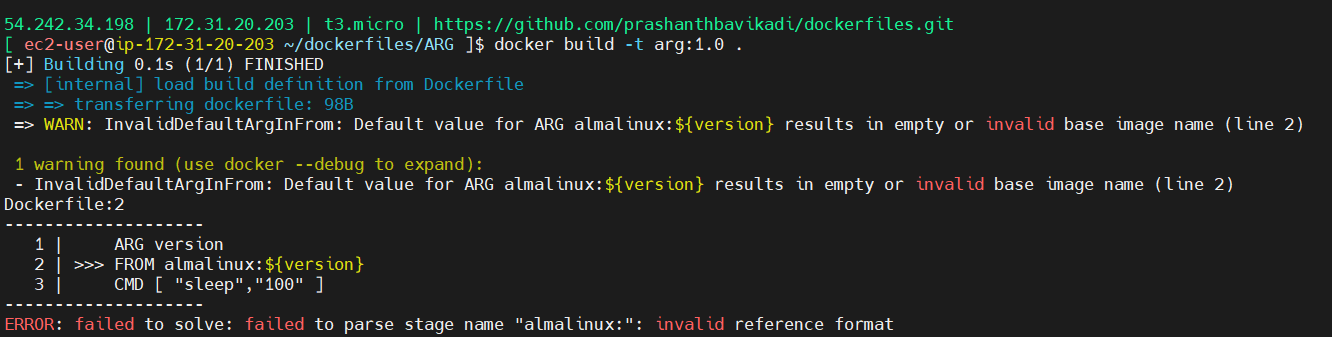 54.242.34.198 | 172.31.20.203 | t3.micro | https://github.com/prashanthbavikadi/dockerfiles.git
[ ec2-user@ip-172-31-20-203 ~/dockerfiles/ARG ]$ docker build -t arg:1.0 .
[+] Building 0.1s (1/1) FINISHED
 => [internal] load build definition from Dockerfile
 => => transferring dockerfile: 98B
 => WARN: InvalidDefaultArgInFrom: Default value for ARG almalinux:${version} results in empty or invalid base image name (line 2)
 1 warning found (use docker --debug to expand):
 - InvalidDefaultArgInFrom: Default value for ARG almalinux:${version} results in empty or invalid base image name (line 2)
Dockerfile:2
--------------------
   1 |     ARG version
   2 | >>> FROM almalinux:${version}
   3 |     CMD [ "sleep","100" ]
--------------------
ERROR: failed to solve: failed to parse stage name "almalinux:": invalid reference format